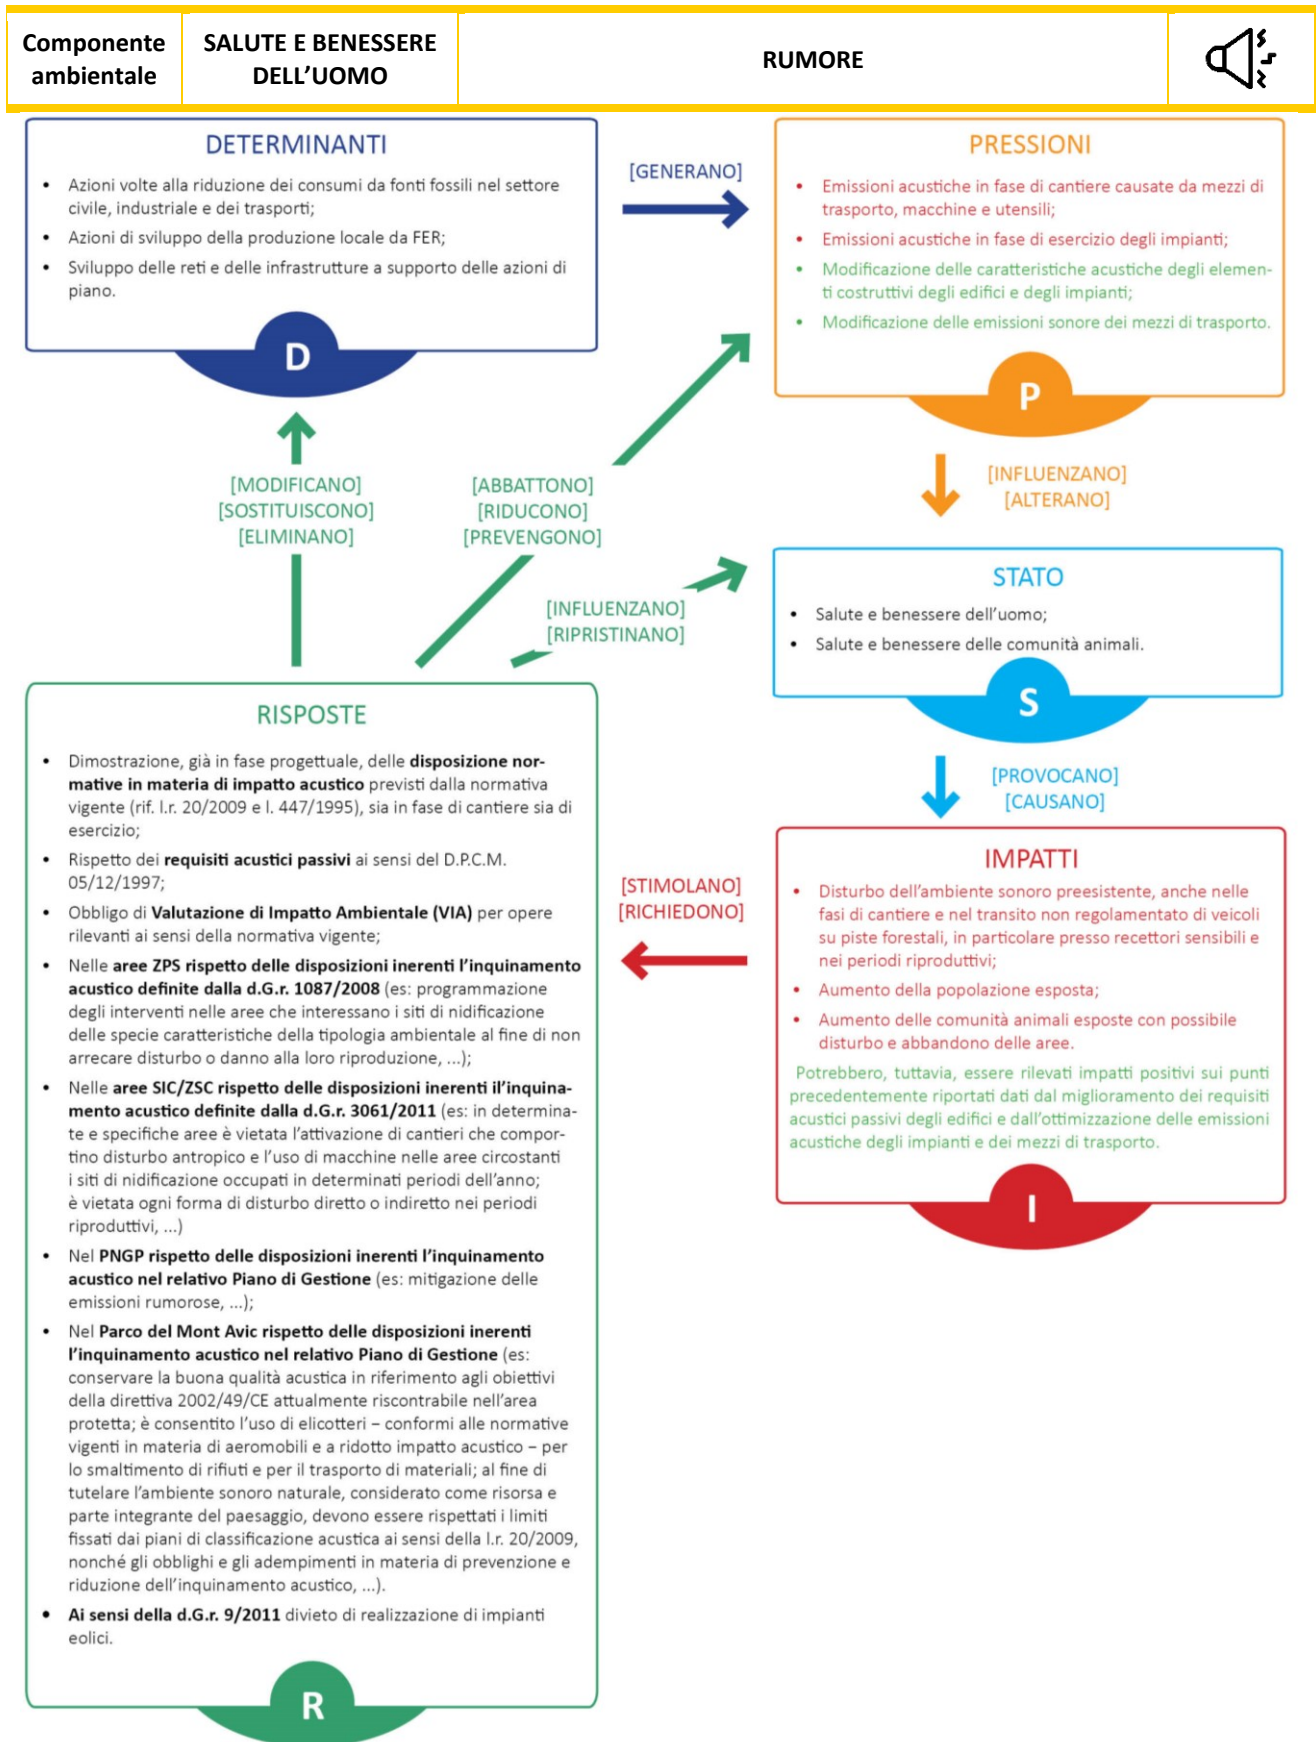 Componente
ambientale
SALUTE E BENESSERE
DELL'UOMO
RUMORE
DETERMINANTI
• Azioni volte alla riduzione dei consumi da fonti fossili nel settore
civile, industriale e dei trasporti;
• Azioni di sviluppo della produzione locale da FER;
• Sviluppo delle reti e delle infrastrutture a supporto delle azioni di
piano.
D
[GENERANO]
PRESSIONI
• Emissioni acustiche in fase di cantiere causate da mezzi di
trasporto, macchine e utensili;
• Emissioni acustiche in fase di esercizio degli impianti;
• Modificazione delle caratteristiche acustiche degli elemen-
ti costruttivi degli edifici e degli impianti;
• Modificazione delle emissioni sonore dei mezzi di trasporto.
P
[MODIFICANO]
[SOSTITUISCONO]
[ELIMINANO]
[ABBATTONO]
[RIDUCONO]
[PREVENGONO]
[INFLUENZANO]
[ALTERANO]
[INFLUENZANO]
[RIPRISTINANO]
STATO
• Salute e benessere dell'uomo;
• Salute e benessere delle comunità animali.
S
[PROVOCANO]
[CAUSANO]
RISPOSTE
• Dimostrazione, già in fase progettuale, delle disposizione nor-
mative in materia di impatto acustico previsti dalla normativa
vigente (rif. l.r. 20/2009 e l. 447/1995), sia in fase di cantiere sia di
esercizio;
• Rispetto dei requisiti acustici passivi ai sensi del D.P.C.M.
05/12/1997;
• Obbligo di Valutazione di Impatto Ambientale (VIA) per opere
rilevanti ai sensi della normativa vigente;
• Nelle aree ZPS rispetto delle disposizioni inerenti l'inquinamento
acustico definite dalla d.G.r. 1087/2008 (es: programmazione
degli interventi nelle aree che interessano i siti di nidificazione
delle specie caratteristiche della tipologia ambientale al fine di non
arrecare disturbo o danno alla loro riproduzione, ...);
• Nelle aree SIC/ZSC rispetto delle disposizioni inerenti il'inquina-
mento acustico definite dalla d.G.r. 3061/2011 (es: in determina-
te e specifiche aree è vietata l'attivazione di cantieri che compor-
tino disturbo antropico e l'uso di macchine nelle aree circostanti
i siti di nidificazione occupati in determinati periodi dell'anno;
è vietata ogni forma di disturbo diretto o indiretto nei periodi
riproduttivi, ...)
• Nel PNGP rispetto delle disposizioni inerenti l'inquinamento
acustico nel relativo Piano di Gestione (es: mitigazione delle
emissioni rumorose, ...);
• Nel Parco del Mont Avic rispetto delle disposizioni inerenti
l'inquinamento acustico nel relativo Piano di Gestione (es:
conservare la buona qualità acustica in riferimento agli obiettivi
della direttiva 2002/49/CE attualmente riscontrabile nell'area
protetta; è consentito l'uso di elicotteri – conformi alle normative
vigenti in materia di aeromobili e a ridotto impatto acustico – per
lo smaltimento di rifiuti e per il trasporto di materiali; al fine di
tutelare l'ambiente sonoro naturale, considerato come risorsa e
parte integrante del paesaggio, devono essere rispettati i limiti
fissati dai piani di classificazione acustica ai sensi della l.r. 20/2009,
nonché gli obblighi e gli adempimenti in materia di prevenzione e
riduzione dell'inquinamento acustico, ...).
• Ai sensi della d.G.r. 9/2011 divieto di realizzazione di impianti
eolici.
R
[STIMOLANO]
[RICHIEDONO]
IMPATTI
• Disturbo dell'ambiente sonoro preesistente, anche nelle
fasi di cantiere e nel transito non regolamentato di veicoli
su piste forestali, in particolare presso recettori sensibili e
nei periodi riproduttivi;
• Aumento della popolazione esposta;
• Aumento delle comunità animali esposte con possibile
disturbo e abbandono delle aree.
Potrebbero, tuttavia, essere rilevati impatti positivi sui punti
precedentemente riportati dati dal miglioramento dei requisiti
acustici passivi degli edifici e dall'ottimizzazione delle emissioni
acustiche degli impianti e dei mezzi di trasporto.
I